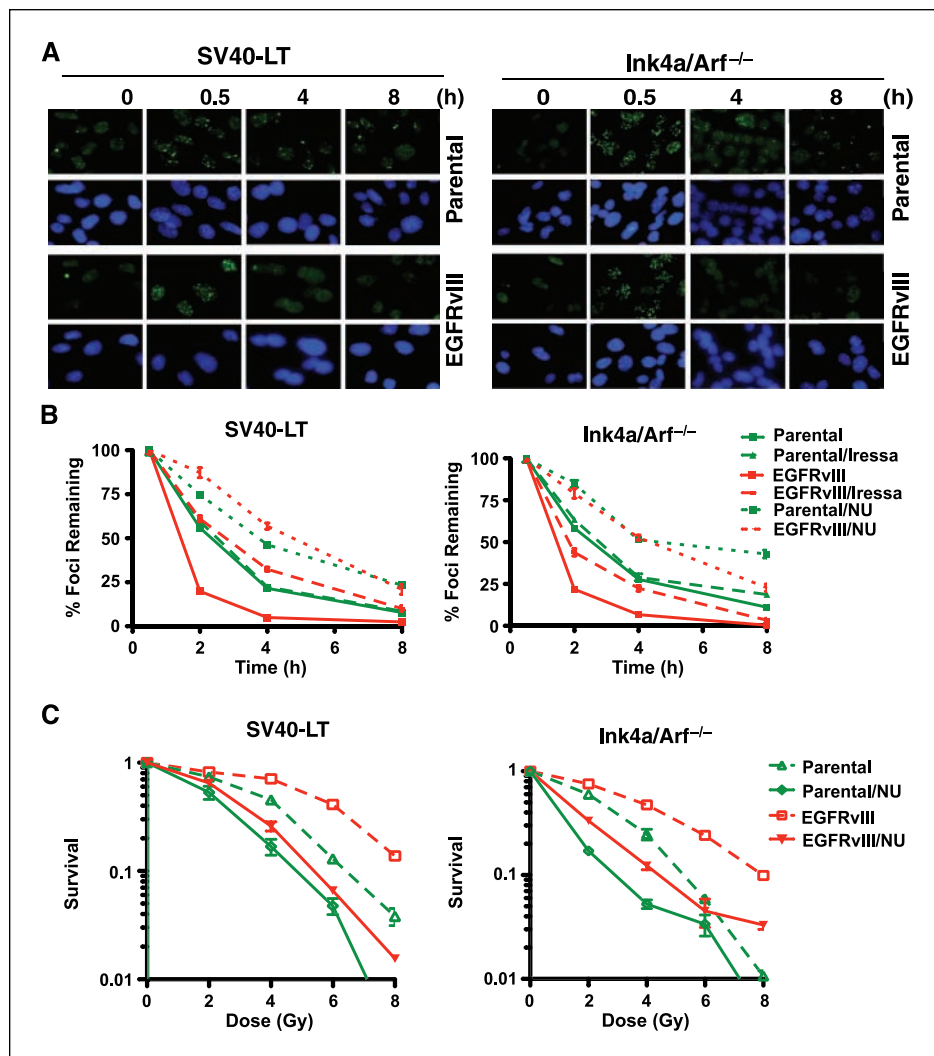 A
SV40-LT
Ink4a/Arf–/–
0 0.5 4 8 (h)
0 0.5 4 8 (h)
Parental
EGFRvIII
Parental
EGFRvIII
B
SV40-LT
% Foci Remaining
100
75
50
25
0
0 2 4 6 8
Time (h)
Ink4a/Arf–/–
% Foci Remaining
100
75
50
25
0
0 2 4 6 8
Time (h)
Parental
Parental/Iressa
EGFRvIII
EGFRvIII/Iressa
Parental/NU
EGFRvIII/NU
C
SV40-LT
Survival
1
0.1
0.01
0 2 4 6 8
Dose (Gy)
Ink4a/Arf–/–
Survival
1
0.1
0.01
0 2 4 6 8
Dose (Gy)
Parental
Parental/NU
EGFRvIII
EGFRvIII/NU